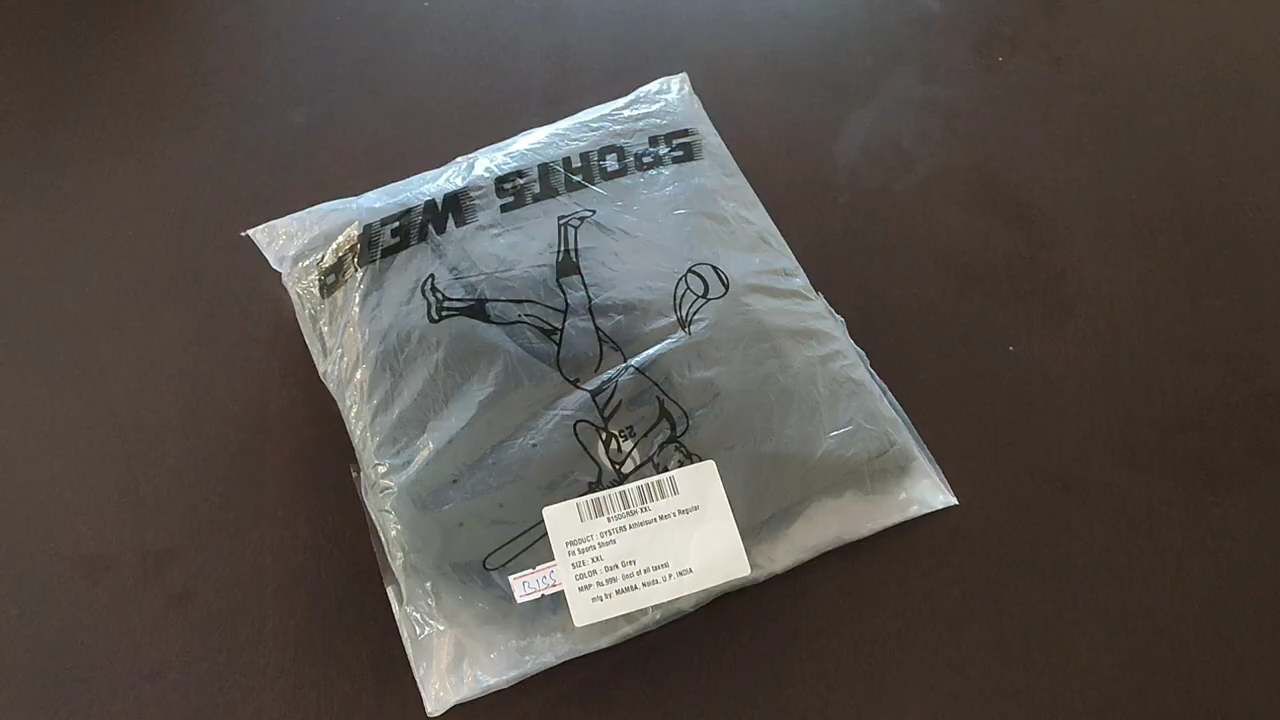 SPORTS WEAR
25
B15DGRSH XXL
PRODUCT : OYSTERS Athleisure Men's Regular
Fit Sports Shorts
SIZE: XXL
COLOR : Dark Grey
MRP: Rs.999/- (incl of all taxes)
mfg by: MAMBA, Noida, U.P, INDIA